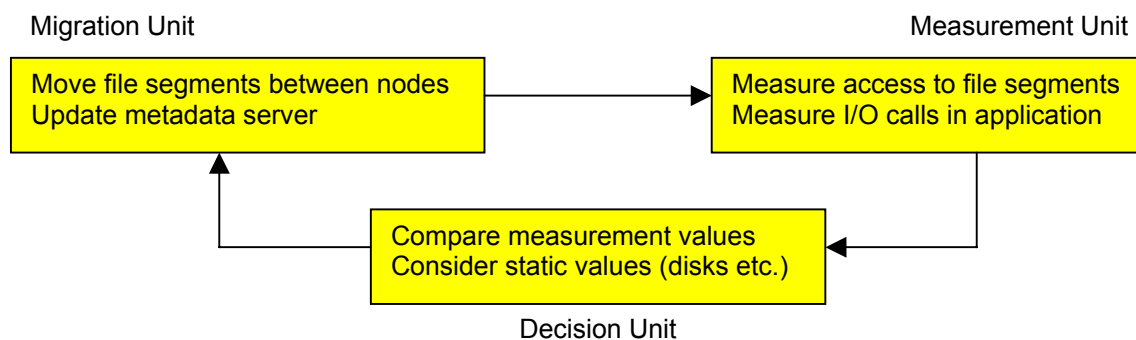 Migration Unit
Measurement Unit
Move file segments between nodes
Update metadata server
Measure access to file segments
Measure I/O calls in application
Compare measurement values
Consider static values (disks etc.)
Decision Unit